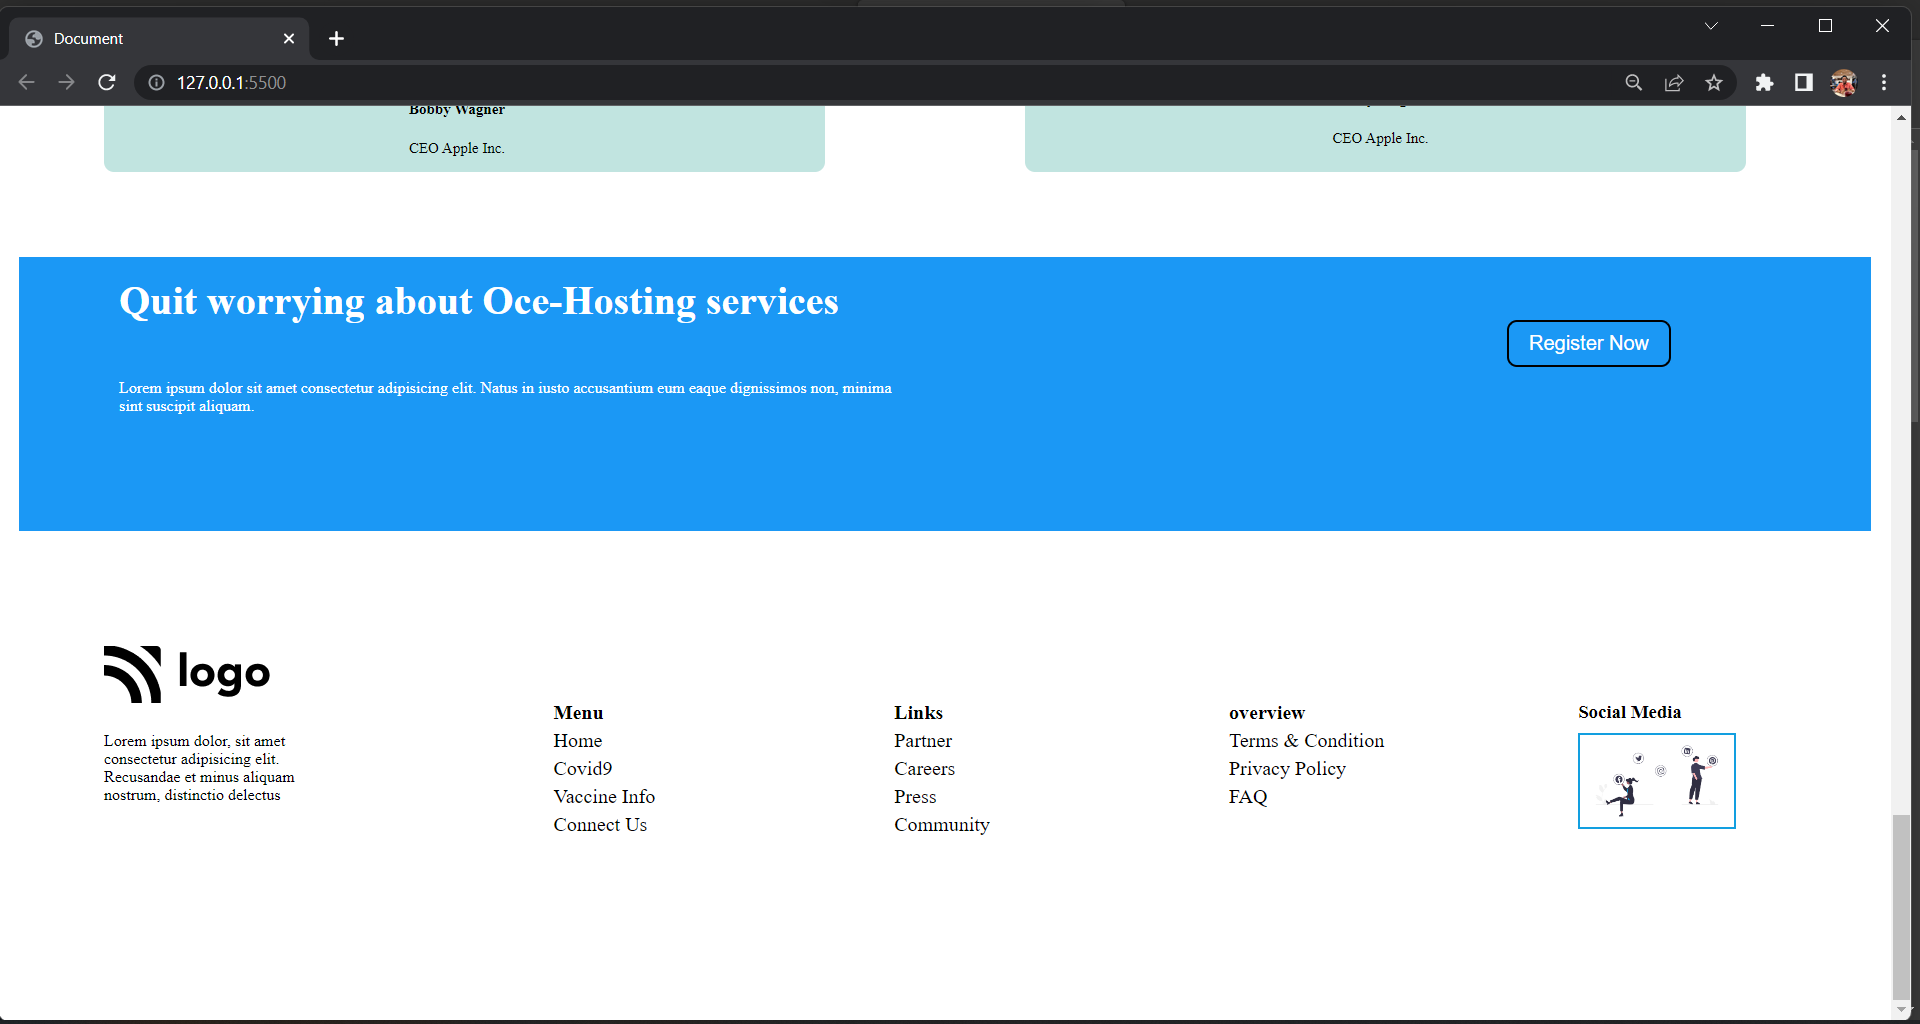 Document
127.0.0.1:5500
Bobby Wagner
CEO Apple Inc.
CEO Apple Inc.
Quit worrying about Oce-Hosting services
Register Now
Lorem ipsum dolor sit amet consectetur adipisicing elit. Natus in iusto accusantium eum eaque dignissimos non, minima
sint suscipit aliquam.
logo
Lorem ipsum dolor, sit amet
consectetur adipisicing elit.
Recusandae et minus aliquam
nostrum, distinctio delectus
Menu
Home
Covid9
Vaccine Info
Connect Us
Links
Partner
Careers
Press
Community
overview
Terms & Condition
Privacy Policy
FAQ
Social Media